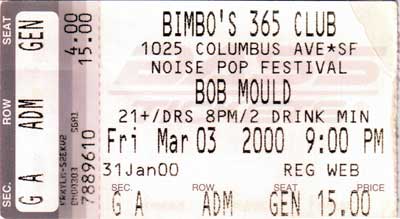 BIMBO'S 365 CLUB
1025 COLUMBUS AVE*SF
NOISE POP FESTIVAL
BOB MOULD
21+/DRS 8PM/2 DRINK MIN
Fri Mar 03 2000 9:00 PM
31Jan00 REG WEB
SEC. ROW SEAT PRICE
G A ADM GEN 15.00
SEAT GEN
ROW ADM
SEC. G A
4.00
15.00
7889610